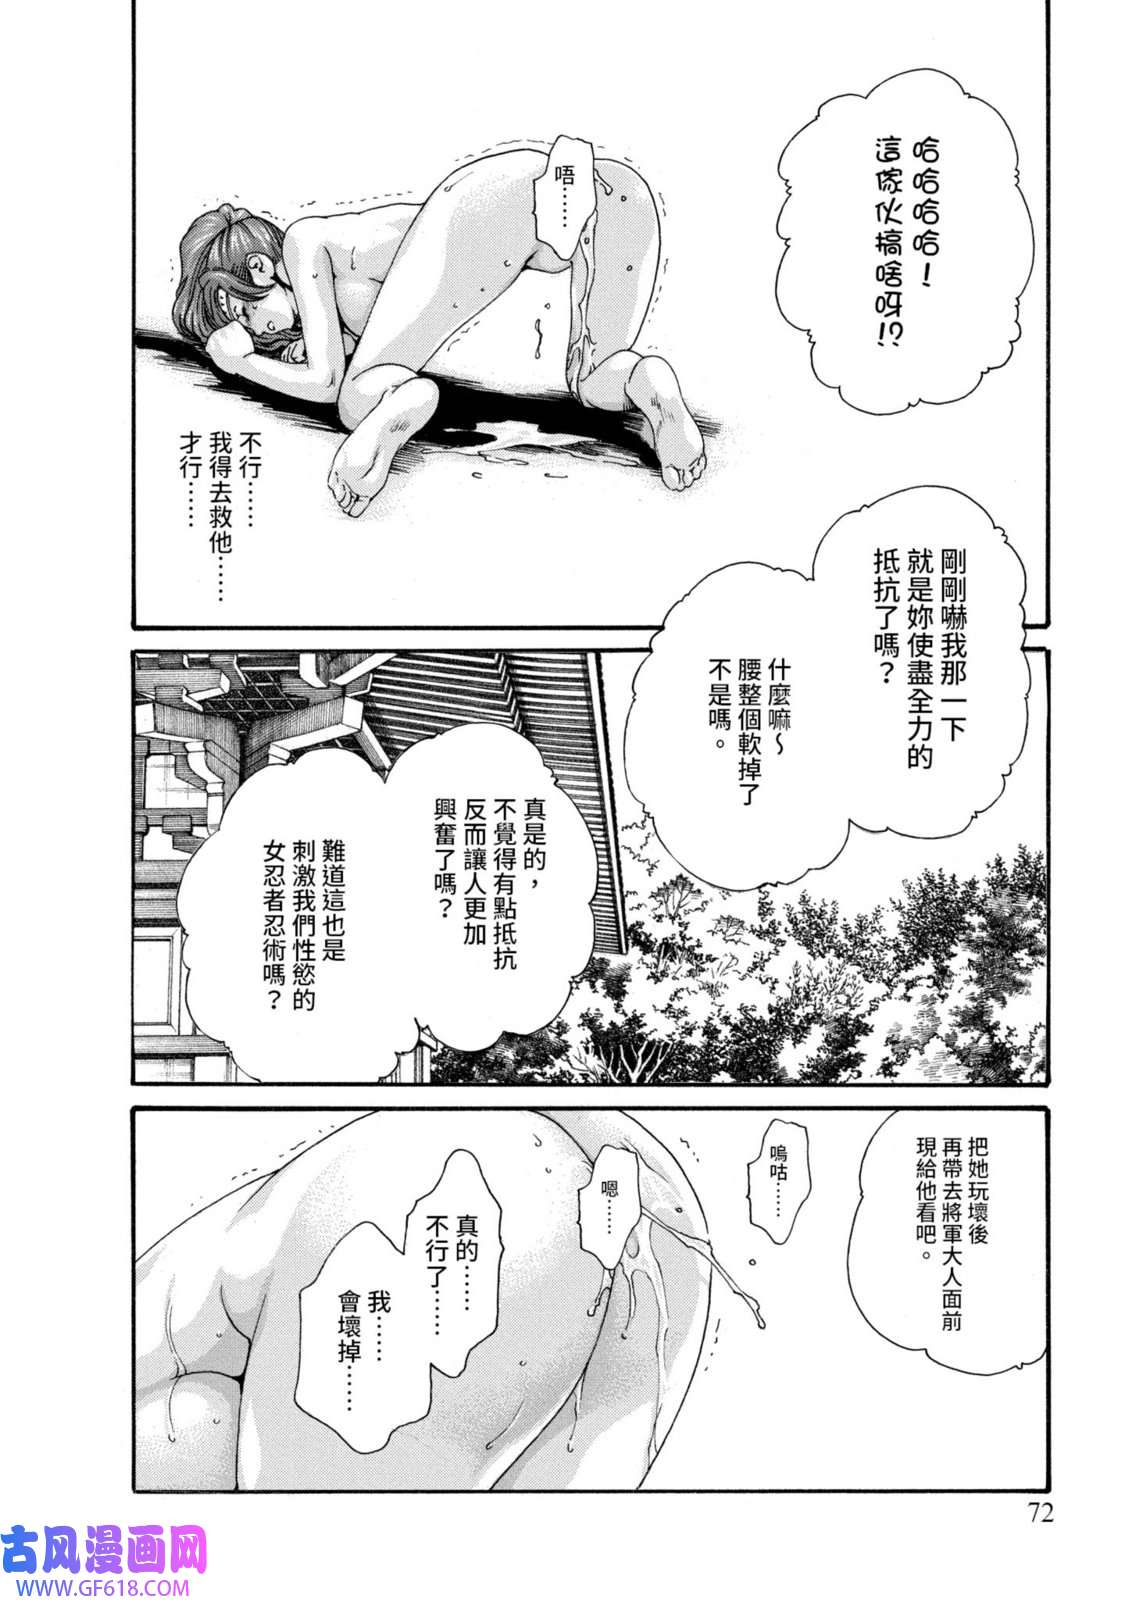 哈哈哈哈！
這傢伙搞啥呀!?
唔……
不行……
我得去救他……
才行……
剛剛嚇我那一下
就是妳使盡全力的
抵抗了嗎？
什麼嘛～
腰整個軟掉了
不是嗎。
真是的，
不覺得有點抵抗
反而讓人更加
興奮了嗎？
難道這也是
刺激我們性慾的
女忍者忍術嗎？
把她玩壞後
再帶去將軍大人面前
現給他看吧。
嗚咕……
嗯……
真的……
不行了……
我……
會壞掉……
72
古风漫画网
WWW.GF618.COM